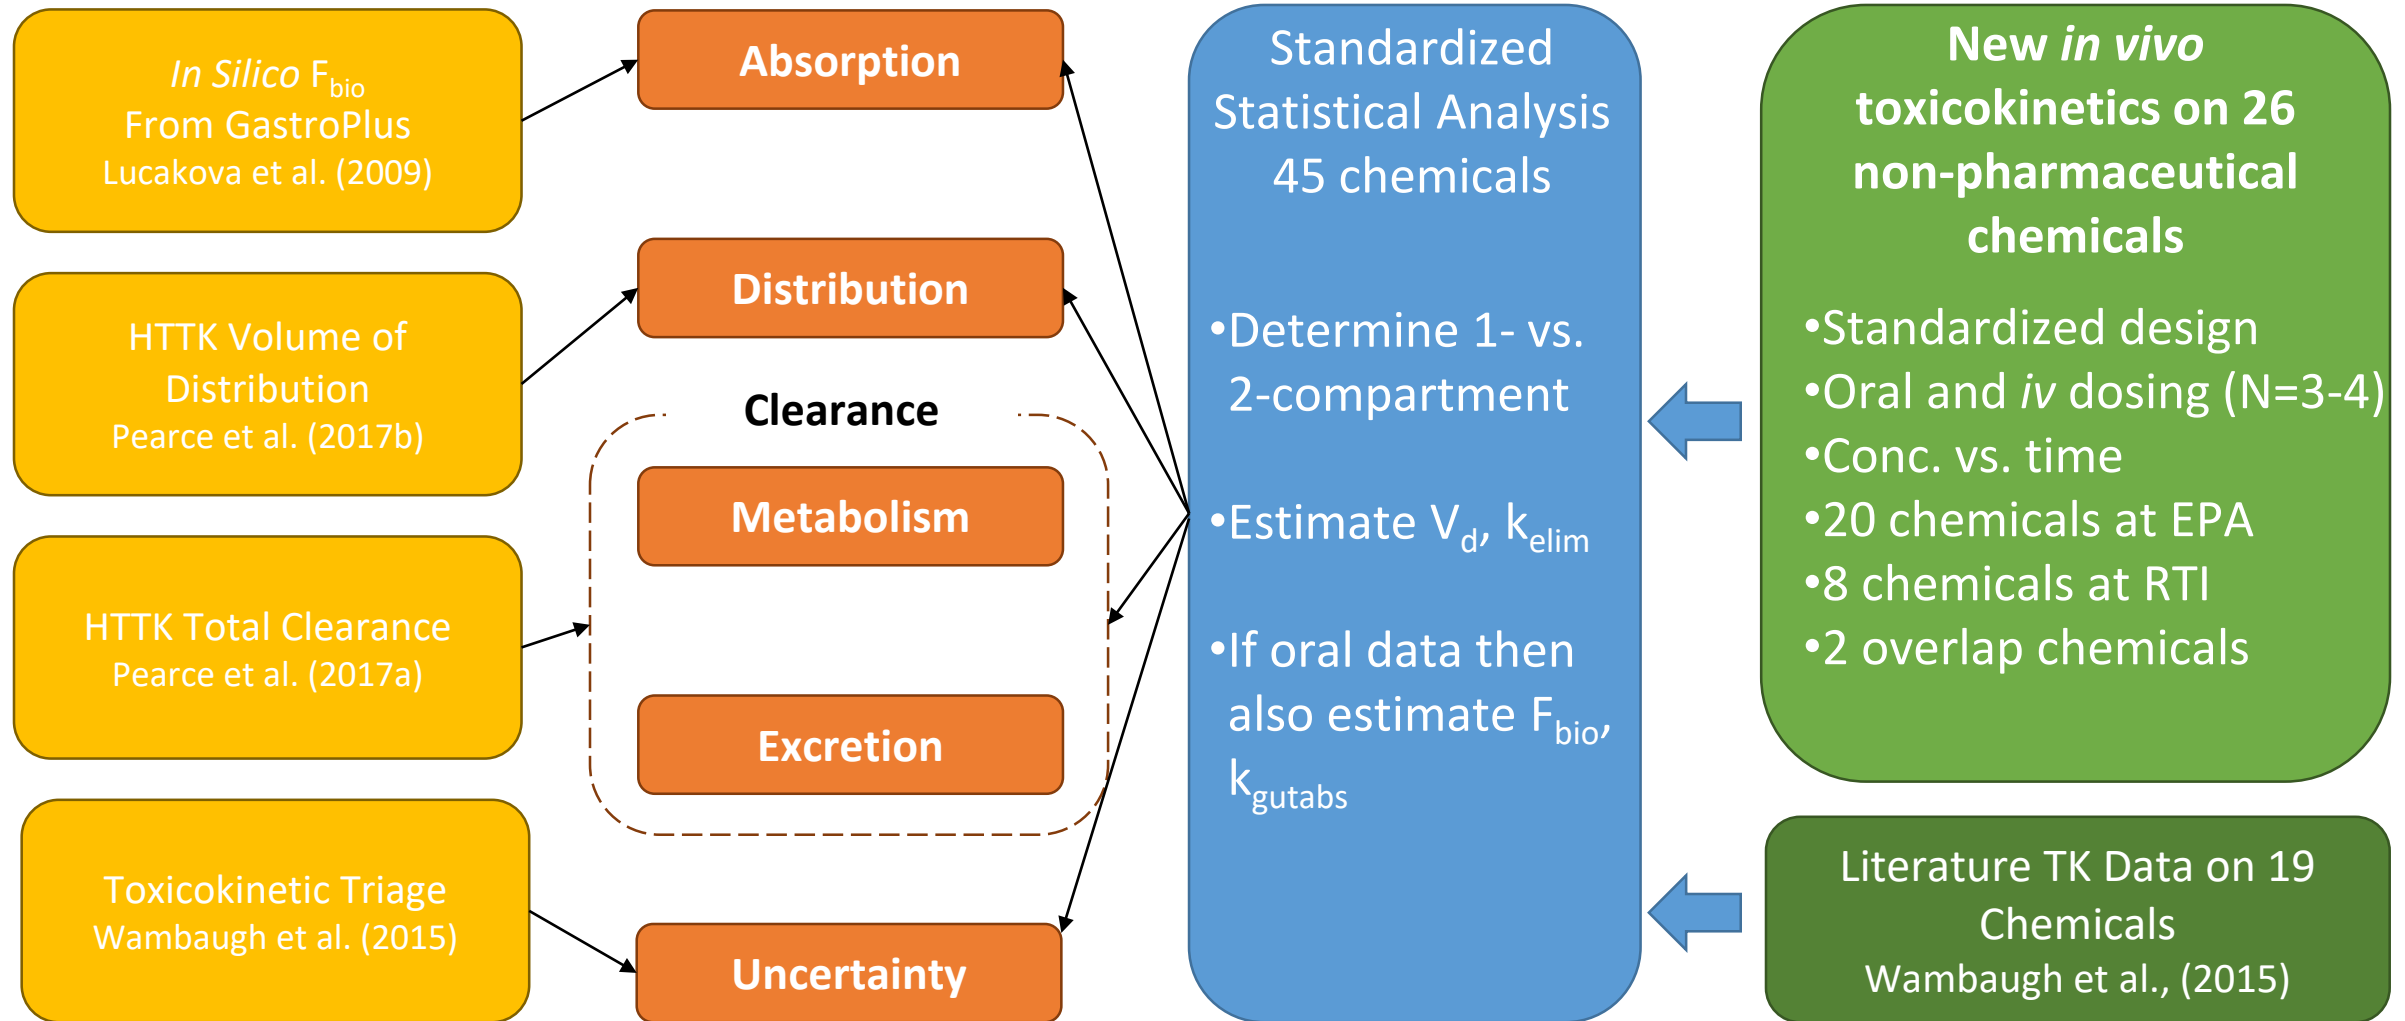 In Silico Fbio
From GastroPlus
Lucakova et al. (2009)
HTTK Volume of
Distribution
Pearce et al. (2017b)
HTTK Total Clearance
Pearce et al. (2017a)
Toxicokinetic Triage
Wambaugh et al. (2015)
Absorption
Distribution
Clearance
Metabolism
Excretion
Uncertainty
Standardized
Statistical Analysis
45 chemicals
•Determine 1- vs.
2-compartment
•Estimate Vd, kelim
•If oral data then
also estimate Fbio,
kgutabs
New in vivo
toxicokinetics on 26
non-pharmaceutical
chemicals
•Standardized design
•Oral and iv dosing (N=3-4)
•Conc. vs. time
•20 chemicals at EPA
•8 chemicals at RTI
•2 overlap chemicals
Literature TK Data on 19
Chemicals
Wambaugh et al., (2015)